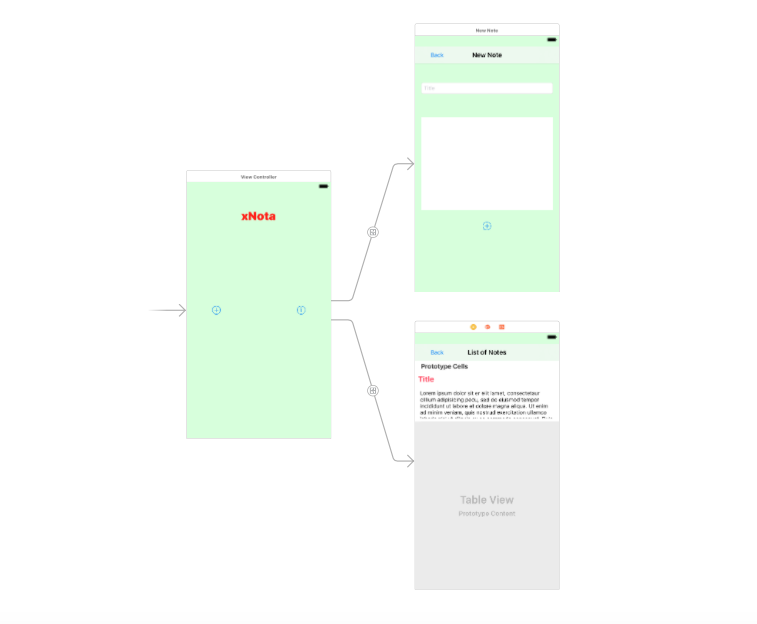 New Note
Back
New Note
Title
View Controller
xNota
Back
List of Notes
Prototype Cells
Title
Lorem ipsum dolor sit er elit lamet, consectetaur
cillum adipisicing pecu, sed do eiusmod tempor
incididunt ut labore et dolore magna aliqua. Ut enim
ad minim veniam, quis nostrud exercitation ullamco
Table View
Prototype Content